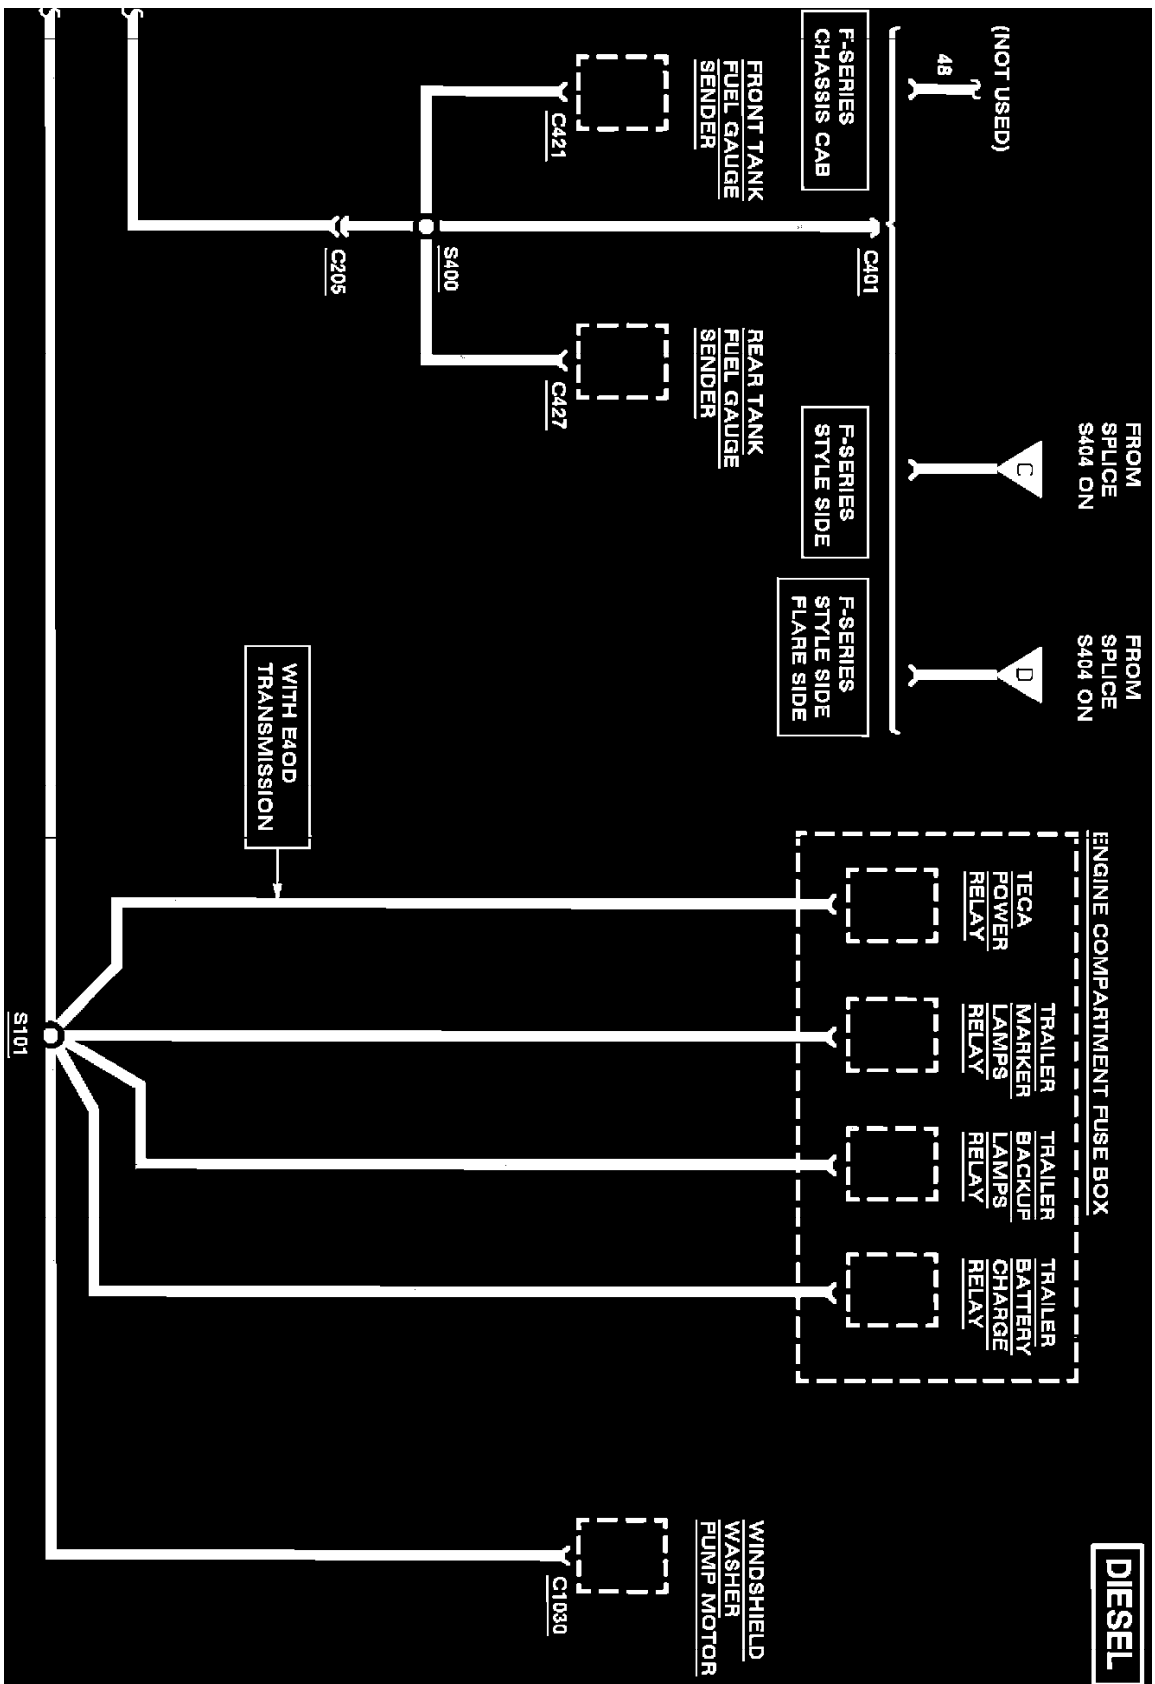 DIESEL
FROM
SPLICE
S404 ON
FROM
SPLICE
S404 ON
(NOT USED)
48
C
D
F-SERIES
CHASSIS CAB
F-SERIES
STYLE SIDE
F-SERIES
STYLE SIDE
FLARE SIDE
C401
ENGINE COMPARTMENT FUSE BOX
TECA
POWER
RELAY
TRAILER
MARKER
LAMPS
RELAY
TRAILER
BACKUP
LAMPS
RELAY
TRAILER
BATTERY
CHARGE
RELAY
FRONT TANK
FUEL GAUGE
SENDER
REAR TANK
FUEL GAUGE
SENDER
WINDSHIELD
WASHER
PUMP MOTOR
C421
C427
C1030
S400
C205
WITH E4OD
TRANSMISSION
S101